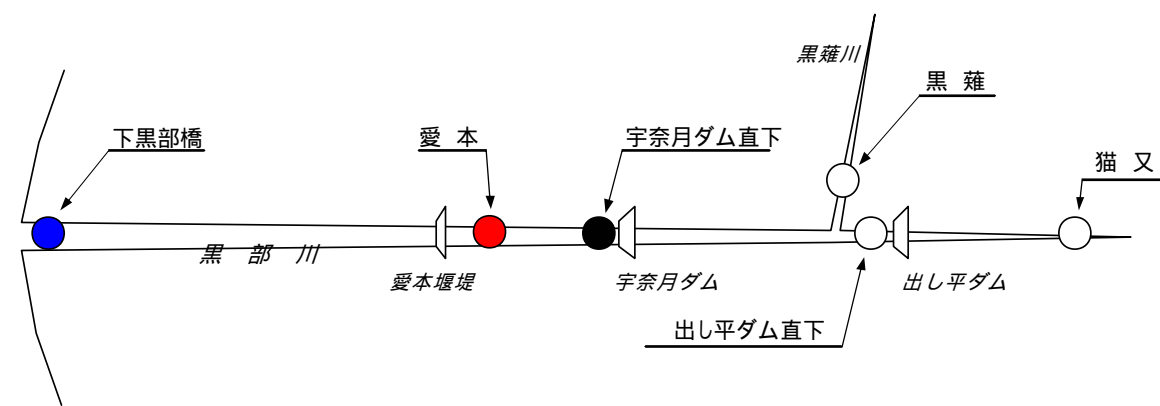 黒薙川
黒 薙
下黒部橋
愛 本
宇奈月ダム直下
猫 又
黒 部 川
愛本堰堤
宇奈月ダム
出し平ダム
出し平ダム直下